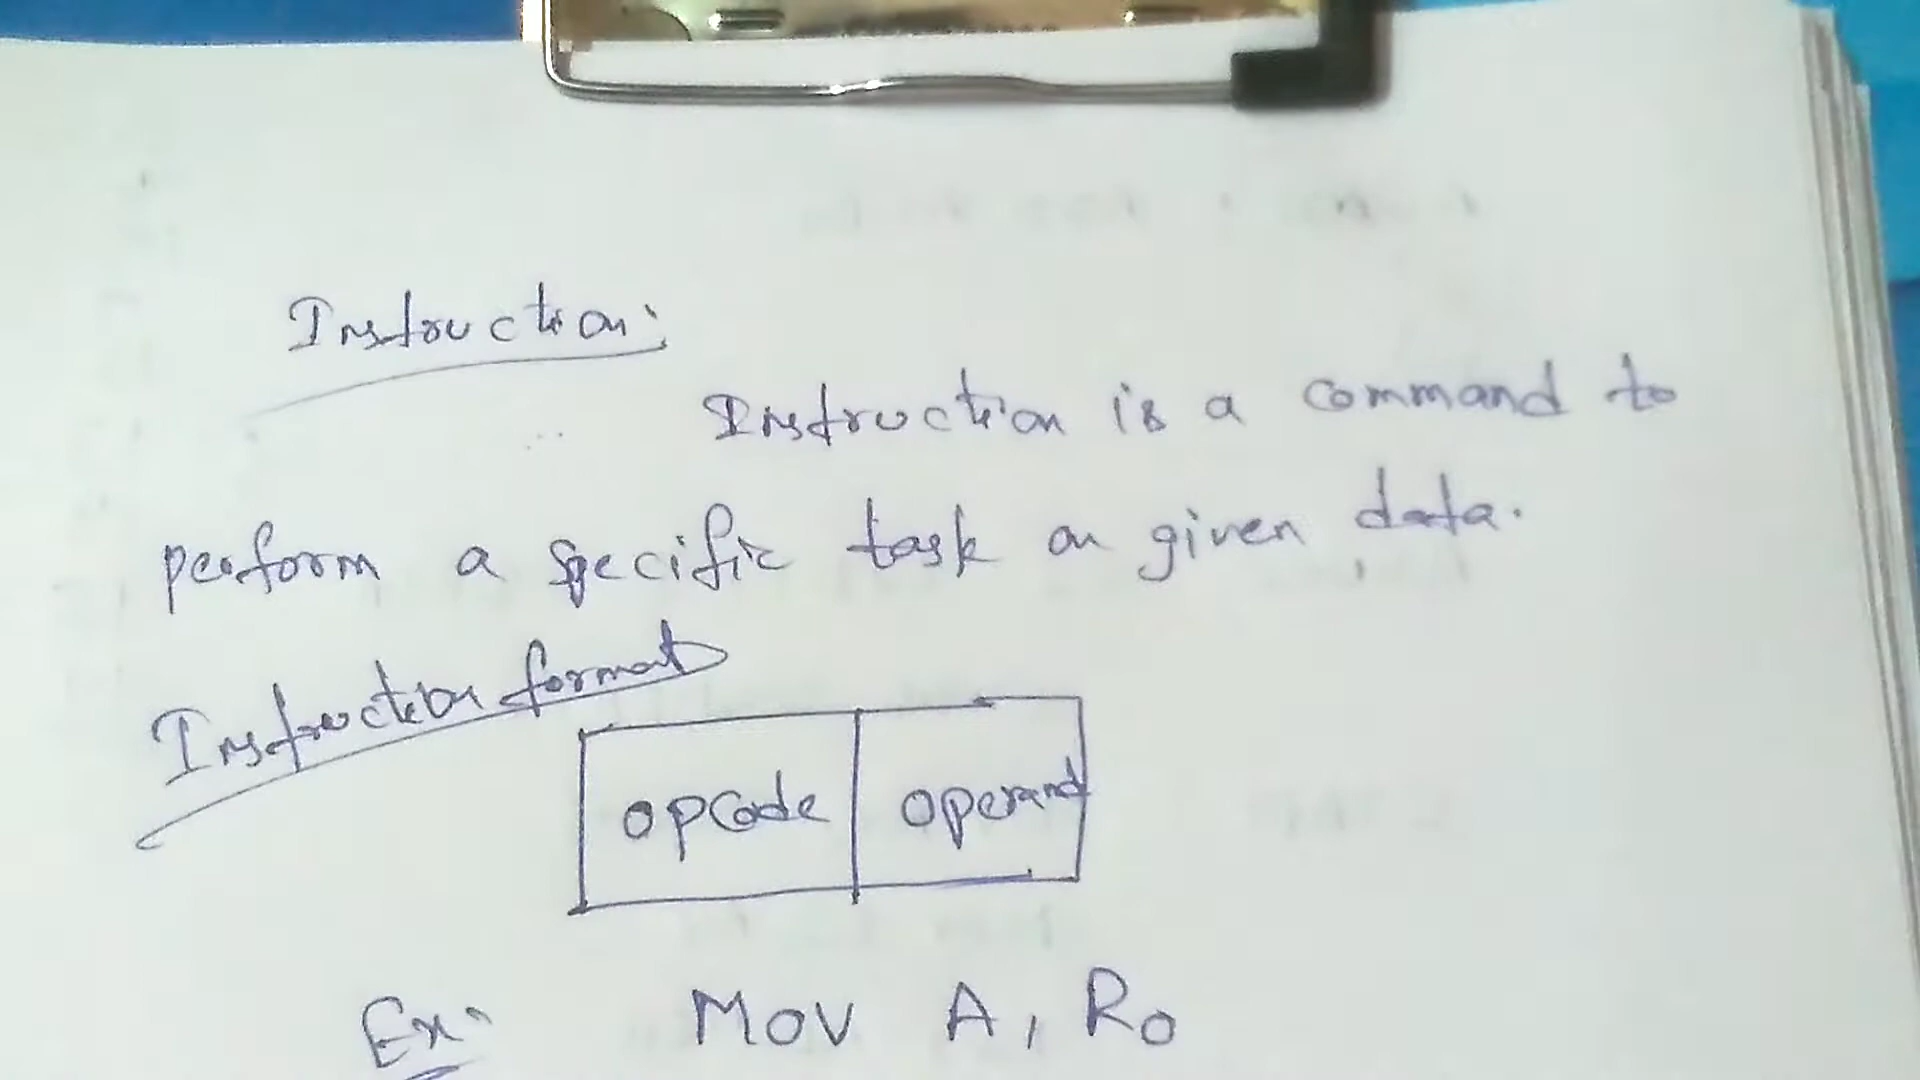 Instruction:
Instruction is a command to
perform a specific task on given data.
Instruction format
opcode operand
Ex: Mov A, R0